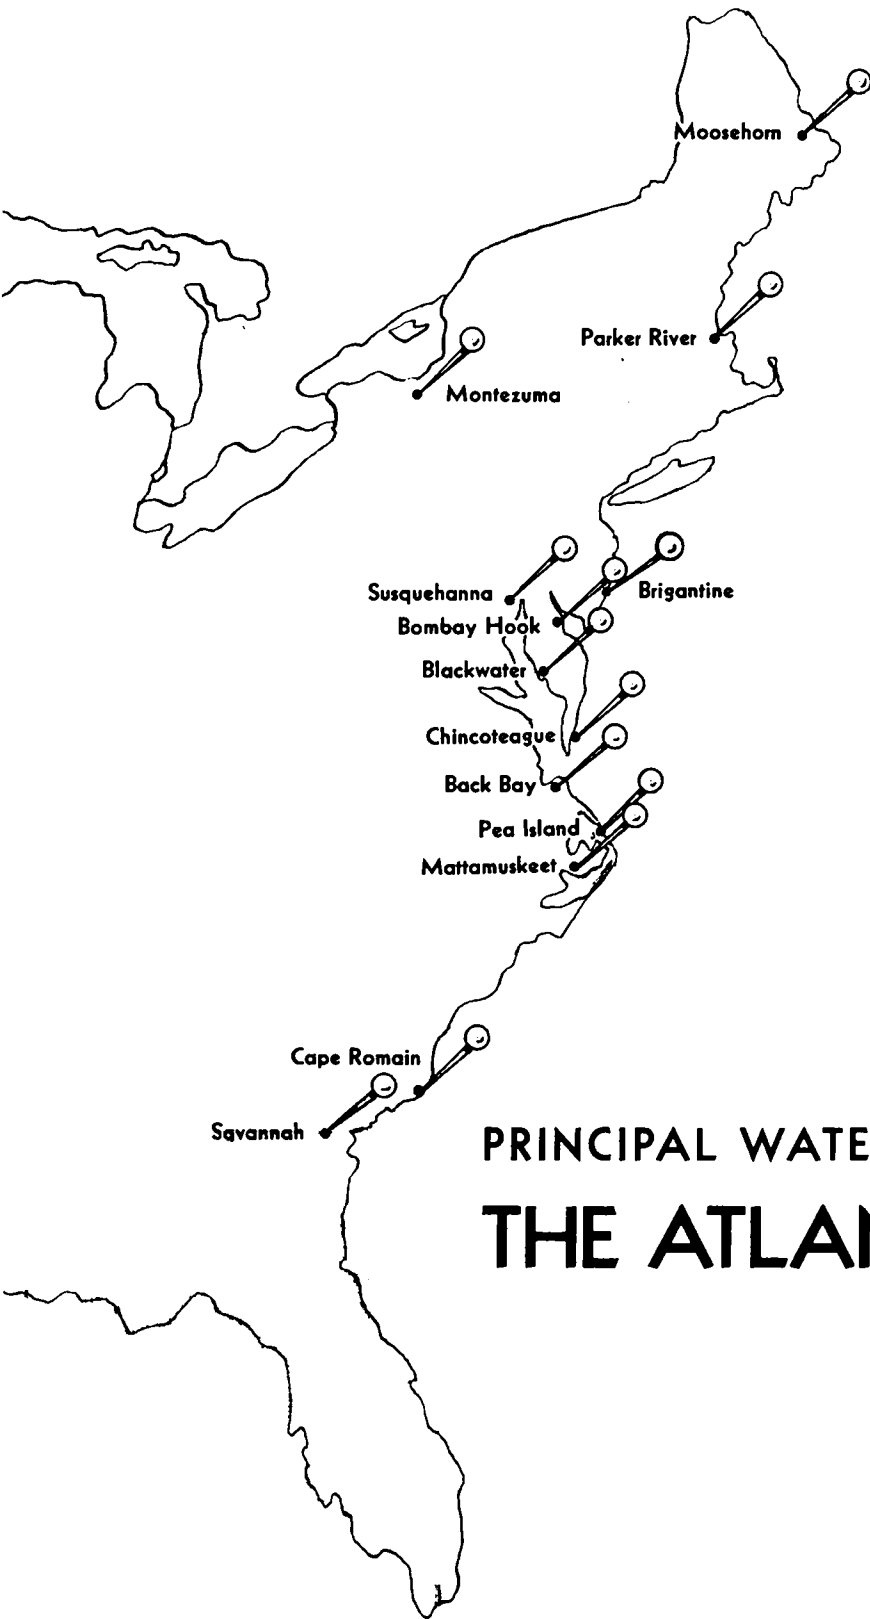 Moosehorn
Parker River
Montezuma
Susquehanna
Brigantine
Bombay Hook
Blackwater
Chincoteague
Back Bay
Pea Island
Mattamuskeet
Cape Romain
Savannah
PRINCIPAL WATE
THE ATLAN